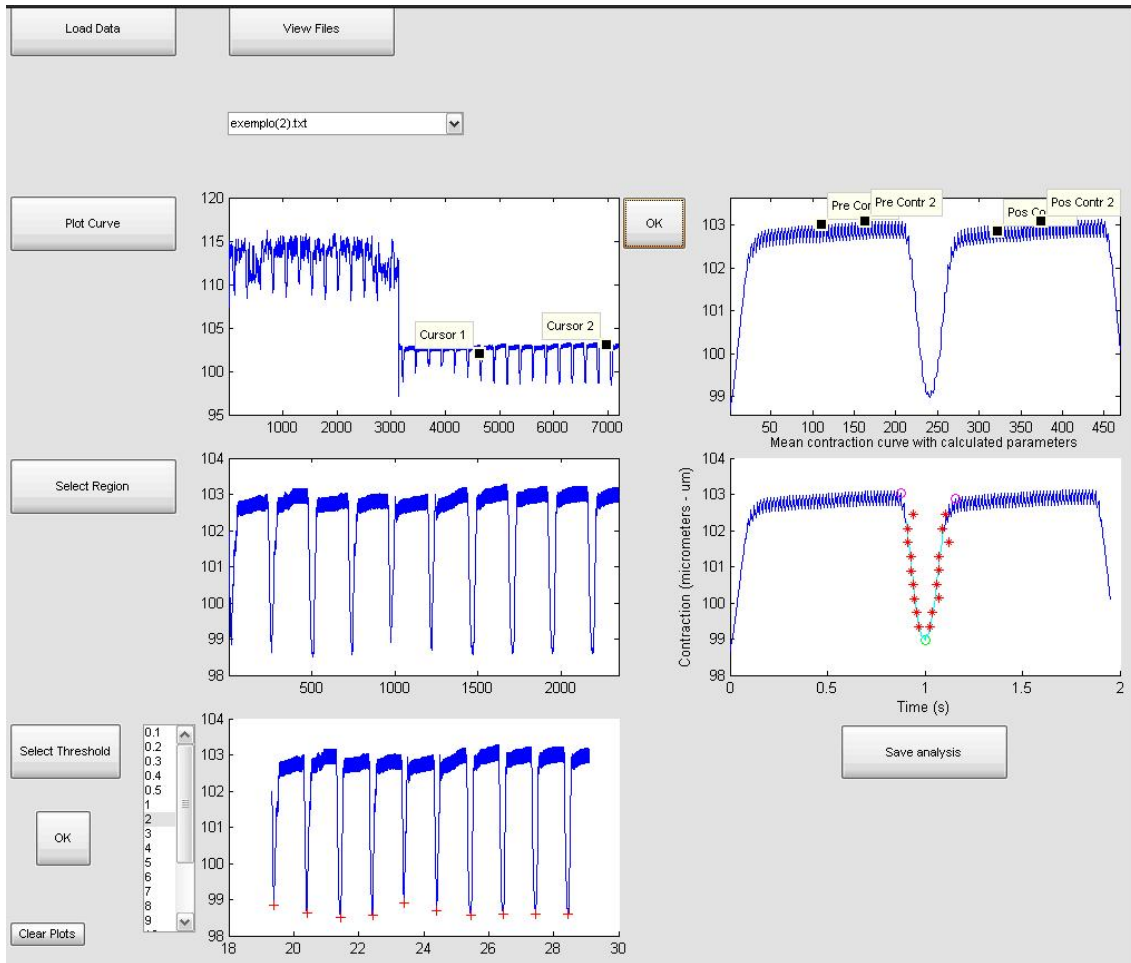 Load Data
View Files
exemplo(2).txt
Plot Curve
120
115
110
105
100
95
1000 2000 3000 4000 5000 6000 7000
Cursor 1
Cursor 2
OK
103
102
101
100
99
50 100 150 200 250 300 350 400 450
Pre Cor
Pre Contr 2
Pos Co
Pos Contr 2
Mean contraction curve with calculated parameters
Select Region
104
103
102
101
100
99
98
500 1000 1500 2000
Contraction (micrometers - um)
104
103
102
101
100
99
98
0 0.5 1 1.5 2
Time (s)
Select Threshold
OK
Clear Plots
0.1
0.2
0.3
0.4
0.5
1
2
3
4
5
6
7
8
9
104
103
102
101
100
99
98
18 20 22 24 26 28 30
Save analysis